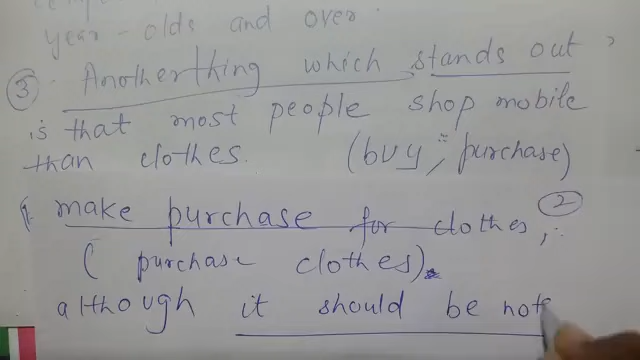 year-olds and over.
③ Another thing which stands out
is that most people shop mobile
than clothes. (buy, purchase)
make purchase for clothes, ②
(purchase clothes)
although it should be note